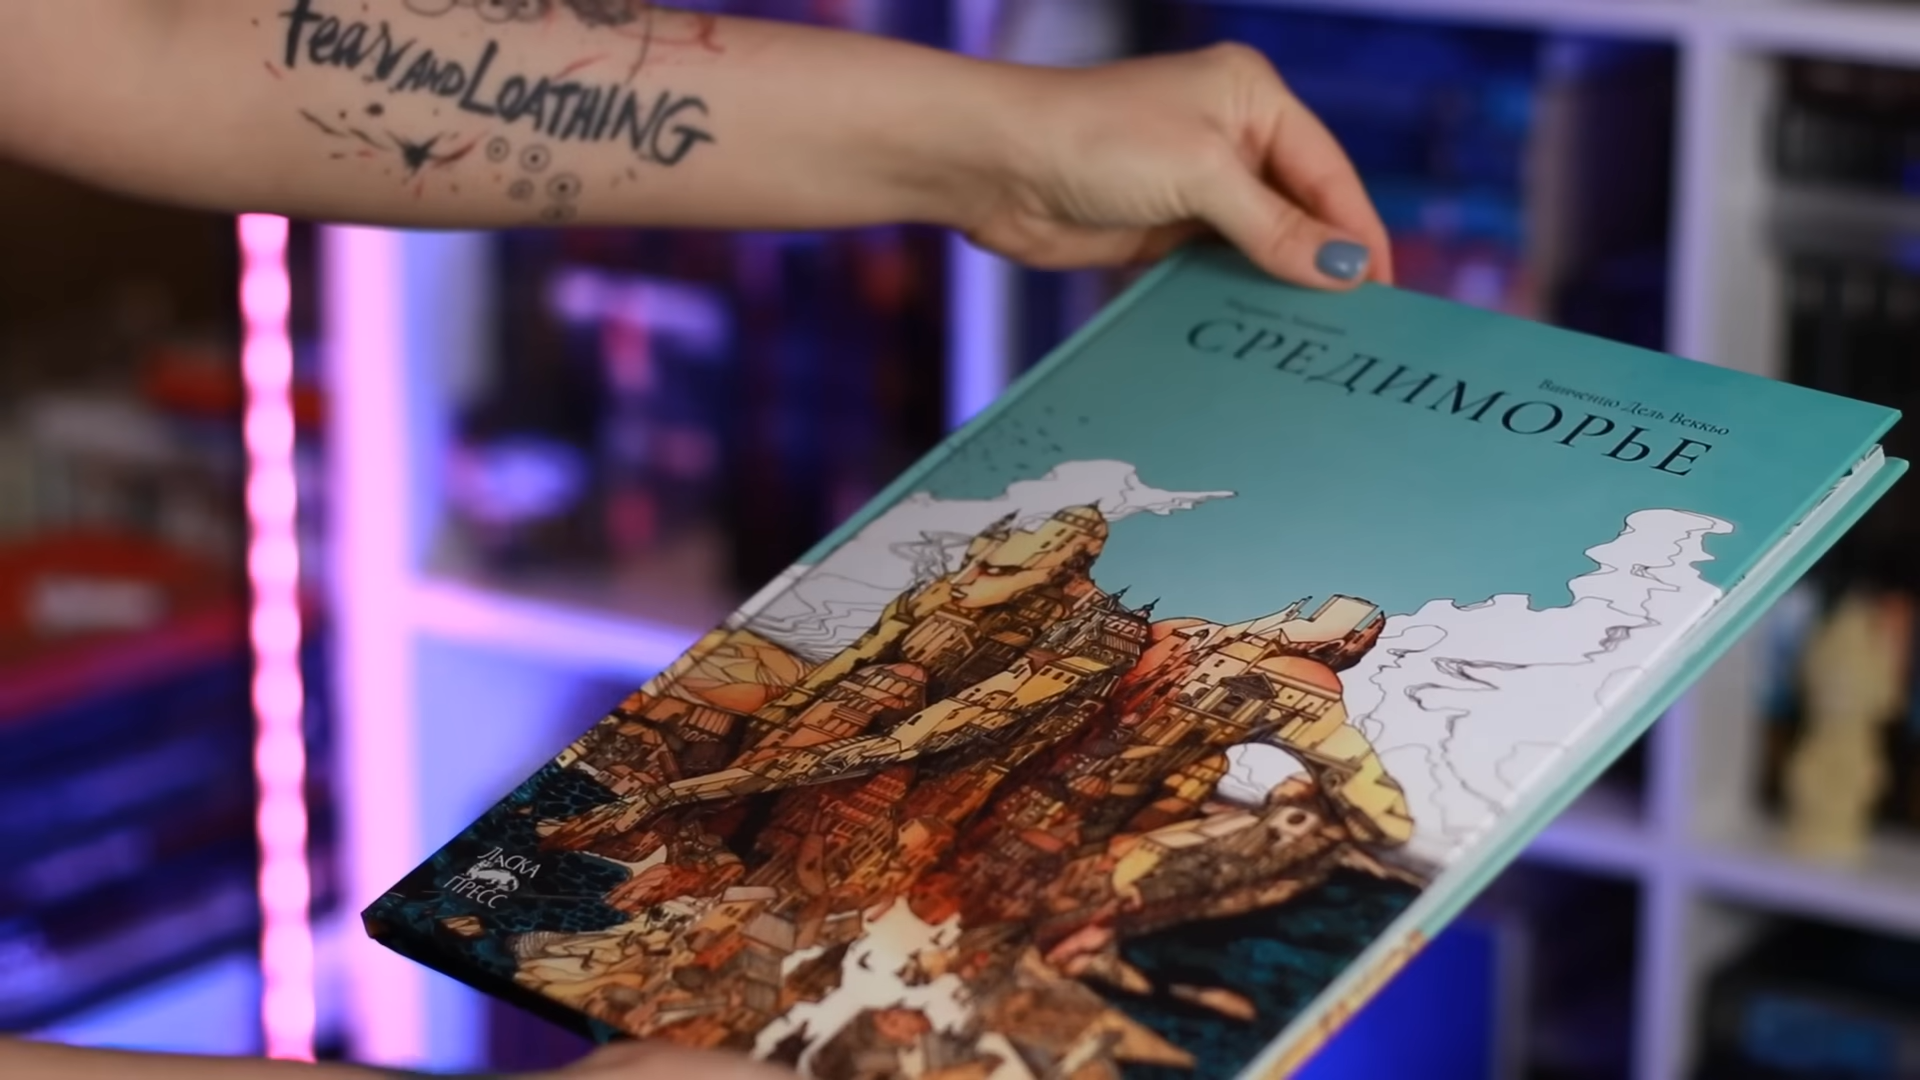 Fear AND LOATHING
СРЕДИМОРЬЕ
Винченцо Дель Веккьо
ЛАСКА
ПРЕСС